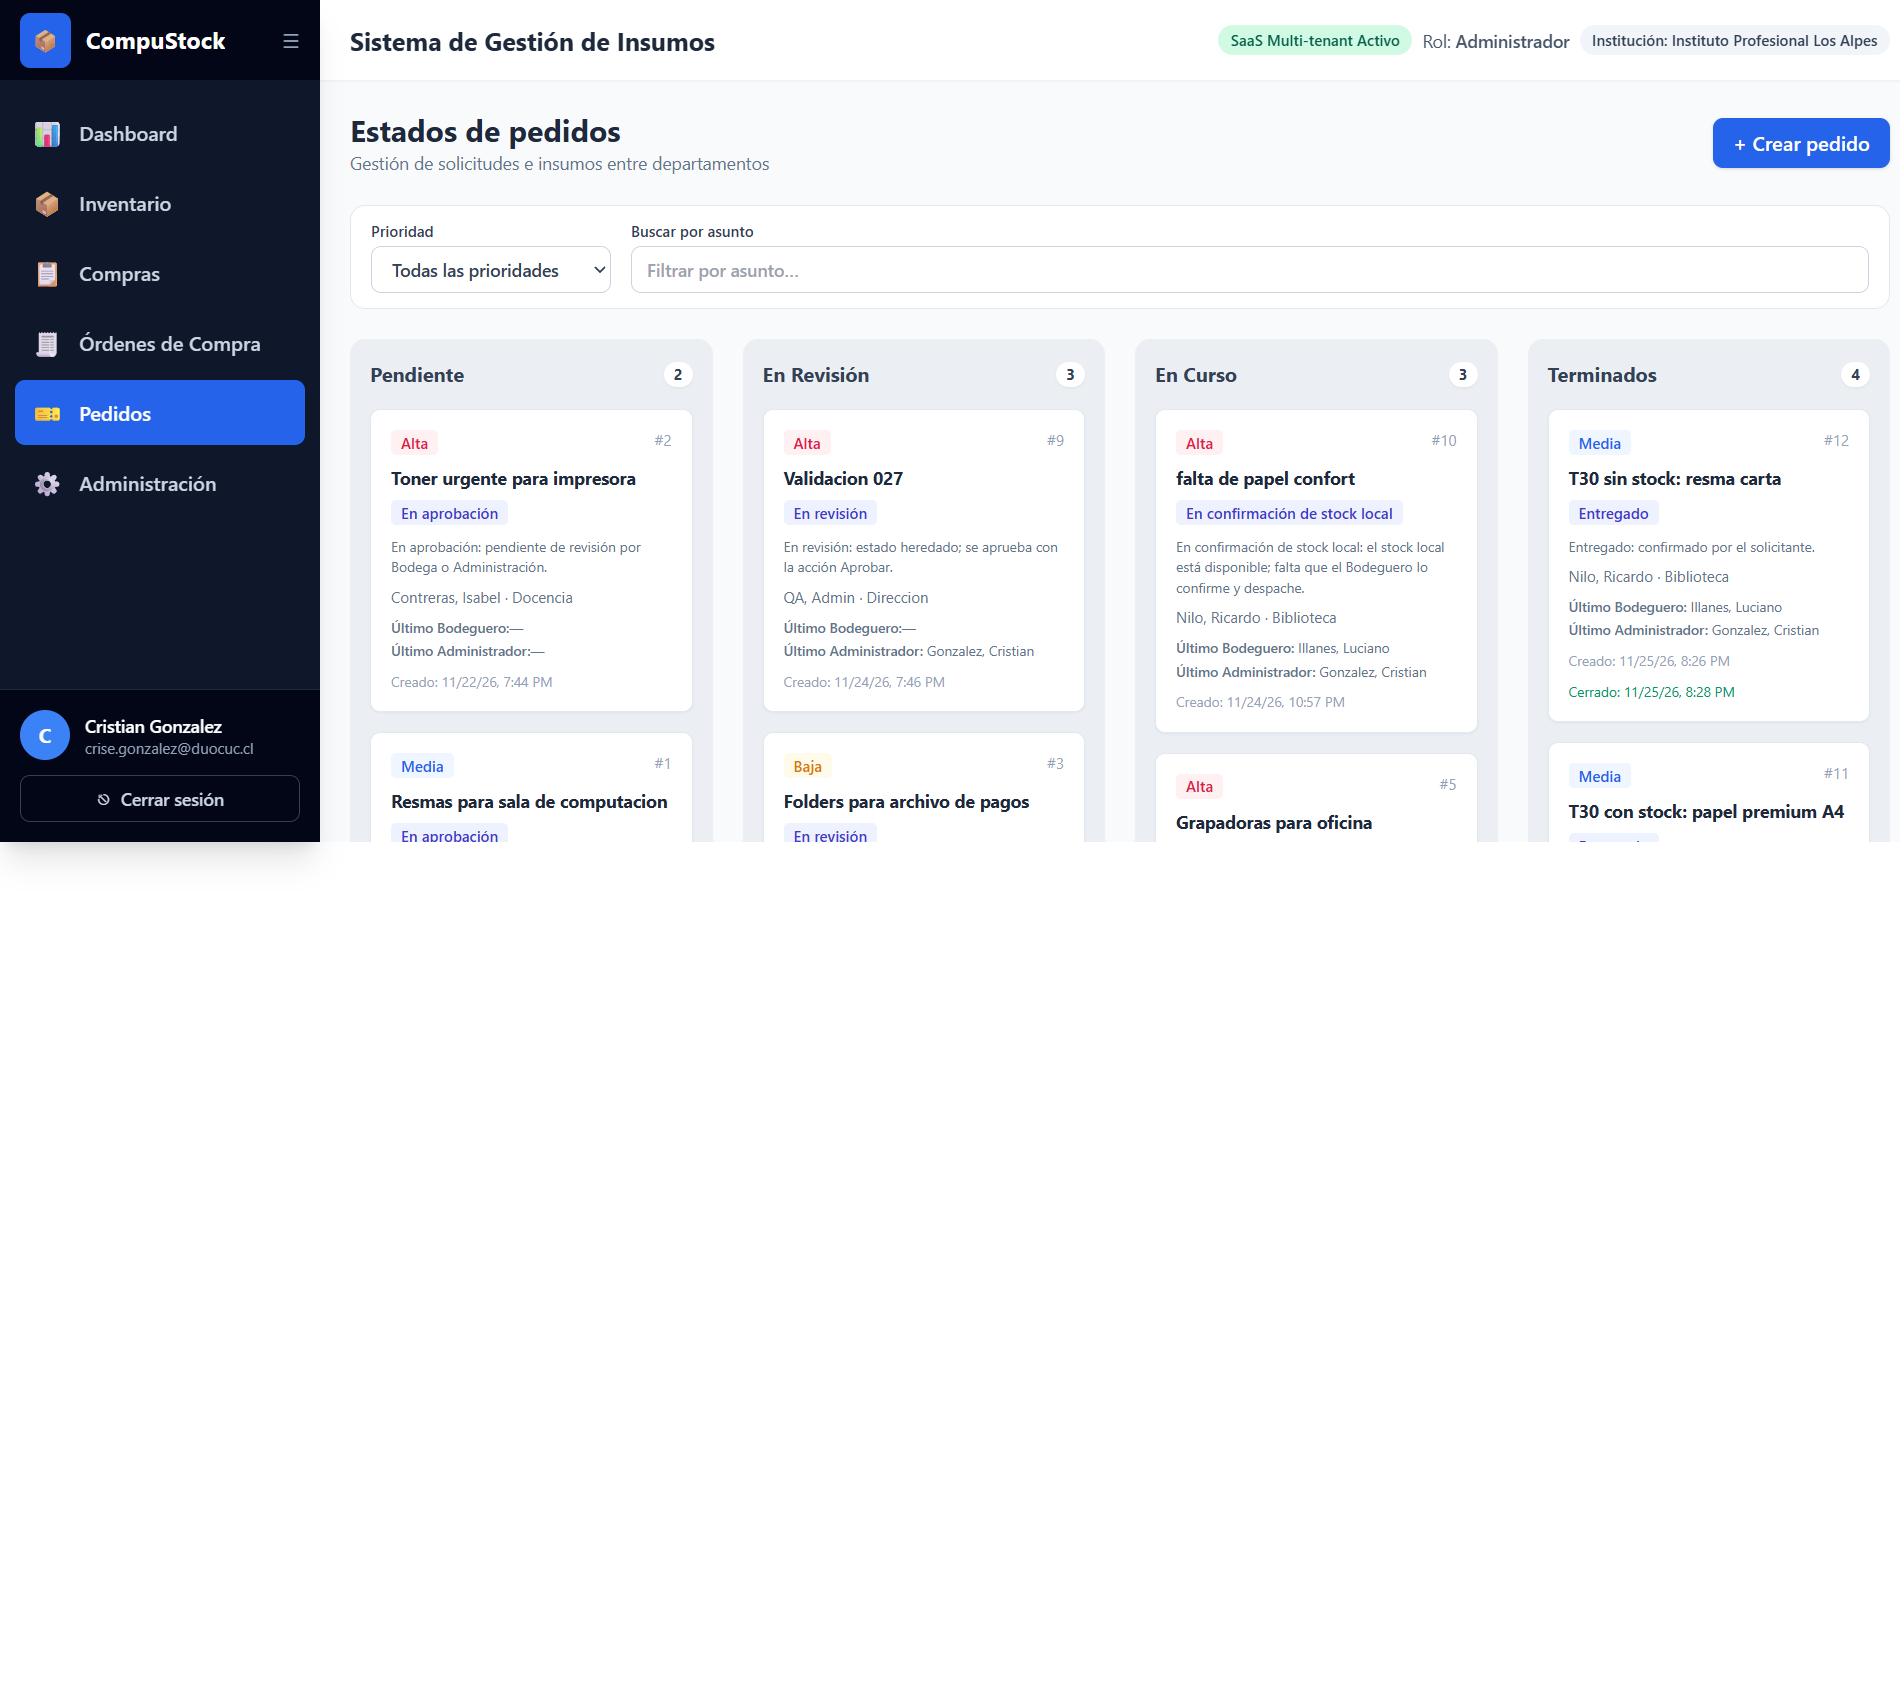 CompuStock
Dashboard
Inventario
Compras
Órdenes de Compra
Pedidos
Administración
C
Cristian Gonzalez
crise.gonzalez@duocuc.cl
Cerrar sesión
Sistema de Gestión de Insumos
SaaS Multi-tenant Activo
Rol: Administrador
Institución: Instituto Profesional Los Alpes
Estados de pedidos
Gestión de solicitudes e insumos entre departamentos
+ Crear pedido
Prioridad
Todas las prioridades
Buscar por asunto
Filtrar por asunto...
Pendiente
2
Alta
#2
Toner urgente para impresora
En aprobación
En aprobación: pendiente de revisión por
Bodega o Administración.
Contreras, Isabel · Docencia
Último Bodeguero:—
Último Administrador:—
Creado: 11/22/26, 7:44 PM
Media
#1
Resmas para sala de computacion
En aprobación
En Revisión
3
Alta
#9
Validacion 027
En revisión
En revisión: estado heredado; se aprueba con
la acción Aprobar.
QA, Admin · Direccion
Último Bodeguero:—
Último Administrador: Gonzalez, Cristian
Creado: 11/24/26, 7:46 PM
Baja
#3
Folders para archivo de pagos
En revisión
En Curso
3
Alta
#10
falta de papel confort
En confirmación de stock local
En confirmación de stock local: el stock local
está disponible; falta que el Bodeguero lo
confirme y despache.
Nilo, Ricardo · Biblioteca
Último Bodeguero: Illanes, Luciano
Último Administrador: Gonzalez, Cristian
Creado: 11/24/26, 10:57 PM
Alta
#5
Grapadoras para oficina
Terminados
4
Media
#12
T30 sin stock: resma carta
Entregado
Entregado: confirmado por el solicitante.
Nilo, Ricardo · Biblioteca
Último Bodeguero: Illanes, Luciano
Último Administrador: Gonzalez, Cristian
Creado: 11/25/26, 8:26 PM
Cerrado: 11/25/26, 8:28 PM
Media
#11
T30 con stock: papel premium A4